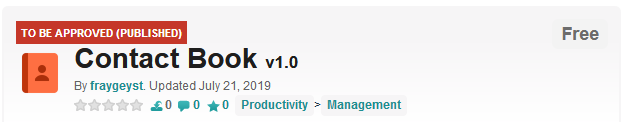 TO BE APPROVED (PUBLISHED)
Free
Contact Book v1.0
By fraygeyst. Updated July 21, 2019
0 0 0 Productivity > Management